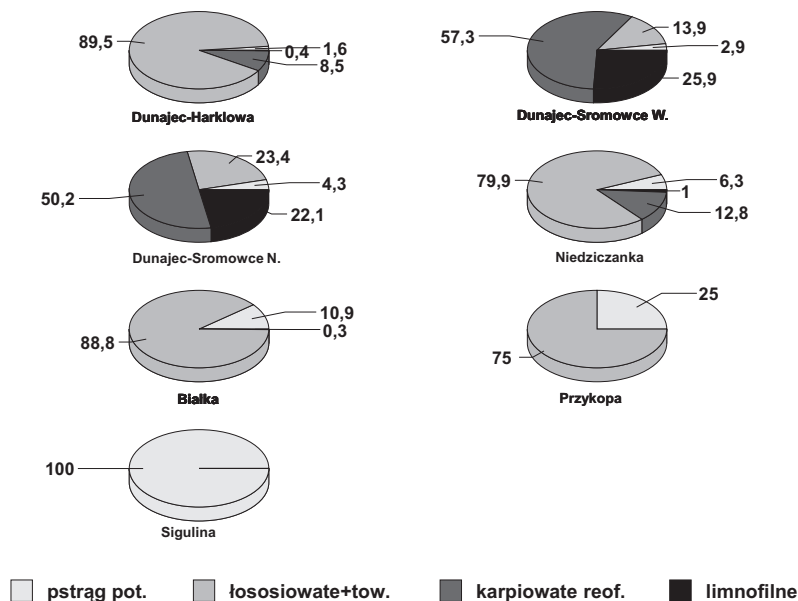 89,5
1,6
0,4
8,5
Dunajec-Harklowa
57,3
13,9
2,9
25,9
Dunajec-Sromowce W.
50,2
23,4
4,3
22,1
Dunajec-Sromowce N.
79,9
6,3
1
12,8
Niedziczanka
88,8
10,9
0,3
Białka
75
25
Przykopa
100
Sigulina
pstrąg pot. łososiowate+tow. karpiowate reof. limnofilne